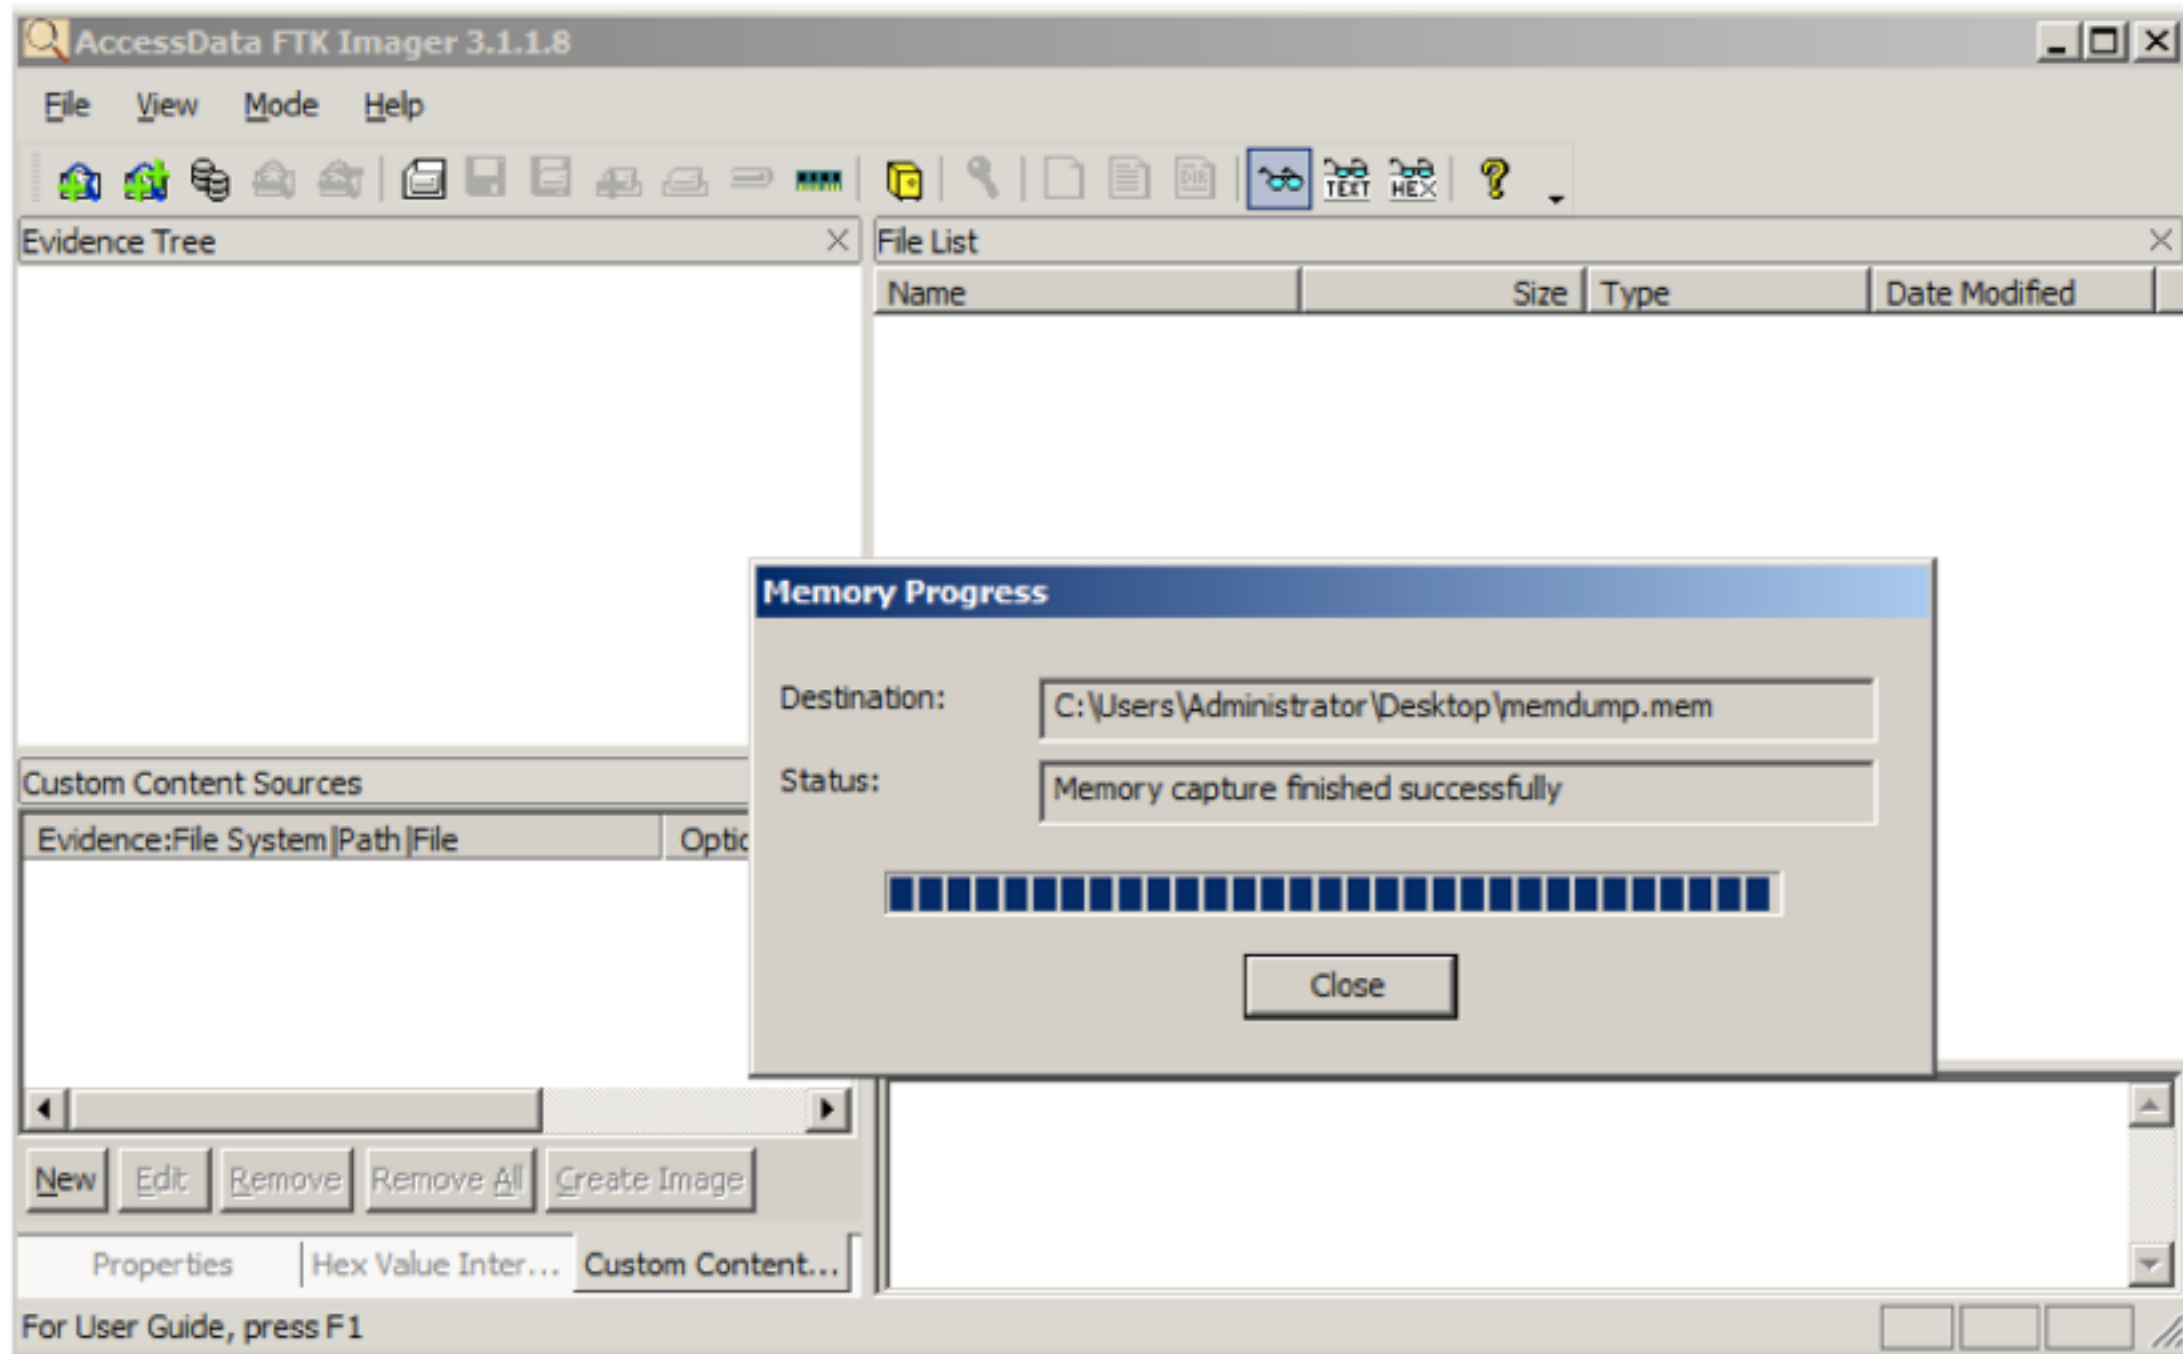 AccessData FTK Imager 3.1.1.8
File View Mode Help
TEXT HEX
Evidence Tree
File List
Name Size Type Date Modified
Memory Progress
Destination: C:\Users\Administrator\Desktop\memdump.mem
Status: Memory capture finished successfully
Close
Custom Content Sources
Evidence:File System|Path|File Optio
New Edit Remove Remove All Create Image
Properties Hex Value Inter... Custom Content...
For User Guide, press F1